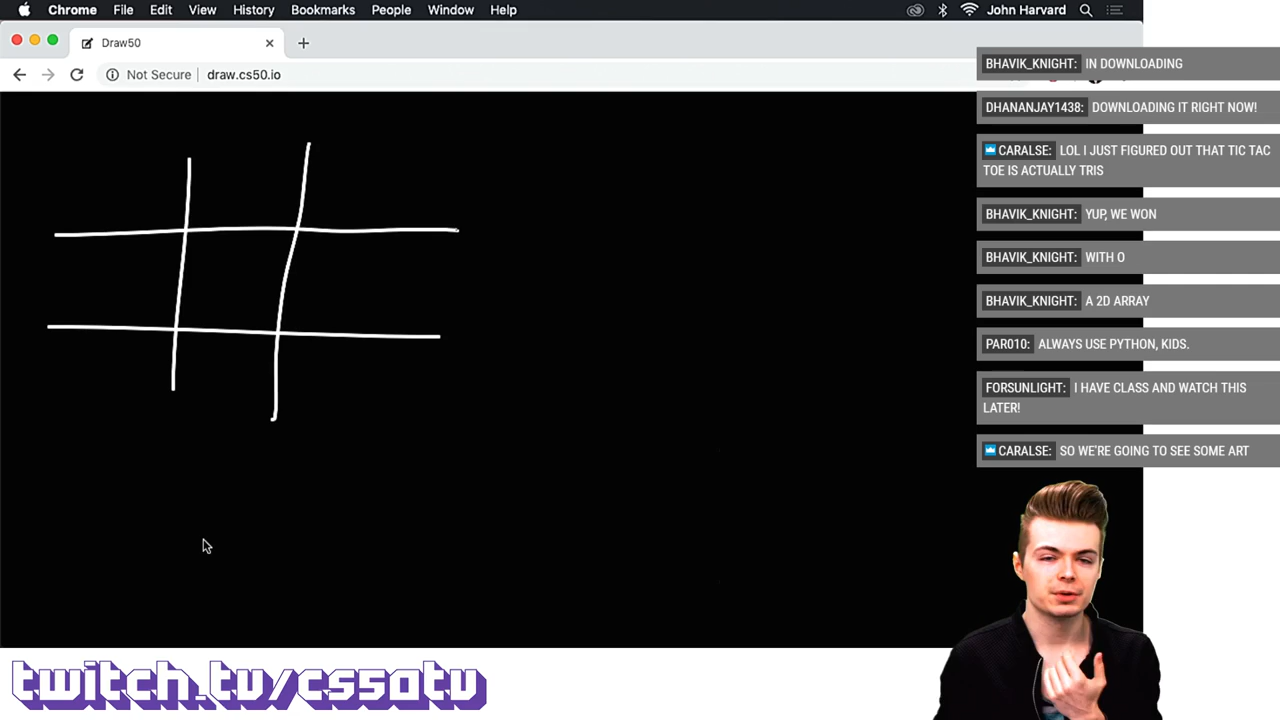 Chrome File Edit View History Bookmarks People Window Help John Harvard
Draw50
Not Secure draw.cs50.io
BHAVIK_KNIGHT: IN DOWNLOADING
DHANANJAY1438: DOWNLOADING IT RIGHT NOW!
CARALSE: LOL I JUST FIGURED OUT THAT TIC TAC
TOE IS ACTUALLY TRIS
BHAVIK_KNIGHT: YUP, WE WON
BHAVIK_KNIGHT: WITH O
BHAVIK_KNIGHT: A 2D ARRAY
PAR010: ALWAYS USE PYTHON, KIDS.
FORSUNLIGHT: I HAVE CLASS AND WATCH THIS
LATER!
CARALSE: SO WE'RE GOING TO SEE SOME ART
twitch.tv/cs50tv